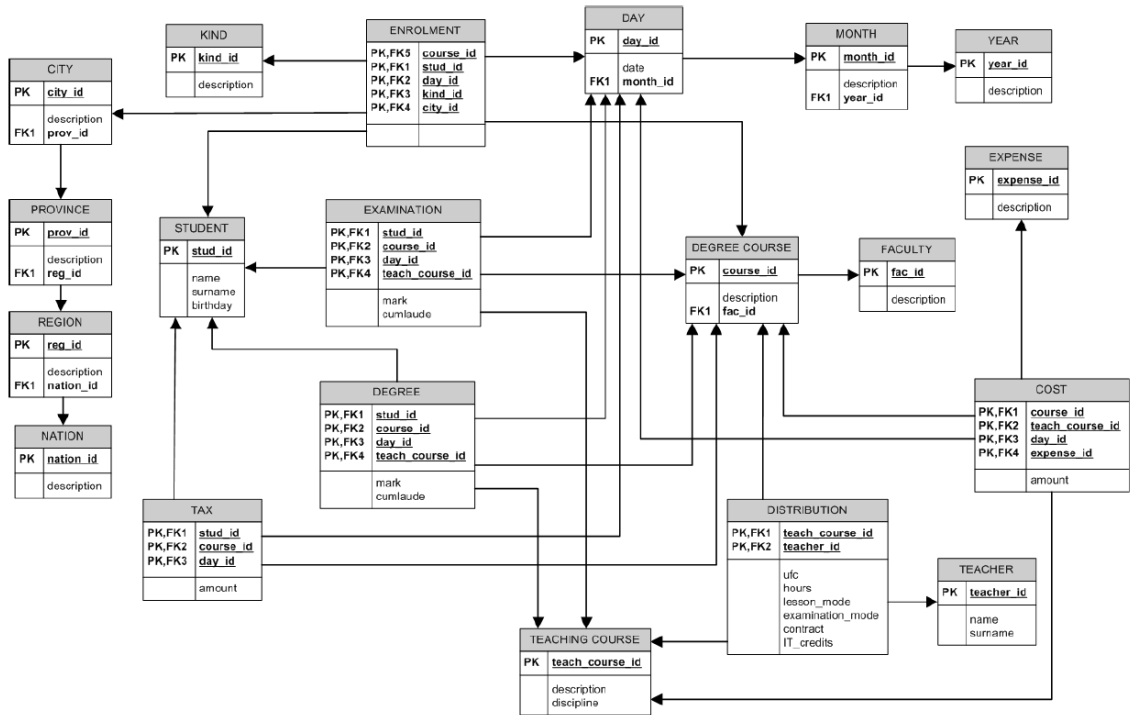 KIND
PK kind_id
description
ENROLMENT
PK,FK5 course_id
PK,FK1 stud_id
PK,FK2 day_id
PK,FK3 kind_id
PK,FK4 city_id
DAY
PK day_id
date
FK1 month_id
MONTH
PK month_id
description
FK1 year_id
YEAR
PK year_id
description
CITY
PK city_id
description
FK1 prov_id
PROVINCE
PK prov_id
description
FK1 reg_id
REGION
PK reg_id
description
FK1 nation_id
NATION
PK nation_id
description
STUDENT
PK stud_id
name
surname
birthday
EXAMINATION
PK,FK1 stud_id
PK,FK2 course_id
PK,FK3 day_id
PK,FK4 teach_course_id
mark
cumlaude
DEGREE COURSE
PK course_id
description
FK1 fac_id
FACULTY
PK fac_id
description
EXPENSE
PK expense_id
description
DEGREE
PK,FK1 stud_id
PK,FK2 course_id
PK,FK3 day_id
PK,FK4 teach_course_id
mark
cumlaude
COST
PK,FK1 course_id
PK,FK2 teach_course_id
PK,FK3 day_id
PK,FK4 expense_id
amount
TAX
PK,FK1 stud_id
PK,FK2 course_id
PK,FK3 day_id
amount
DISTRIBUTION
PK,FK1 teach_course_id
PK,FK2 teacher_id
ufc
hours
lesson_mode
examination_mode
contract
IT_credits
TEACHER
PK teacher_id
name
surname
TEACHING COURSE
PK teach_course_id
description
discipline